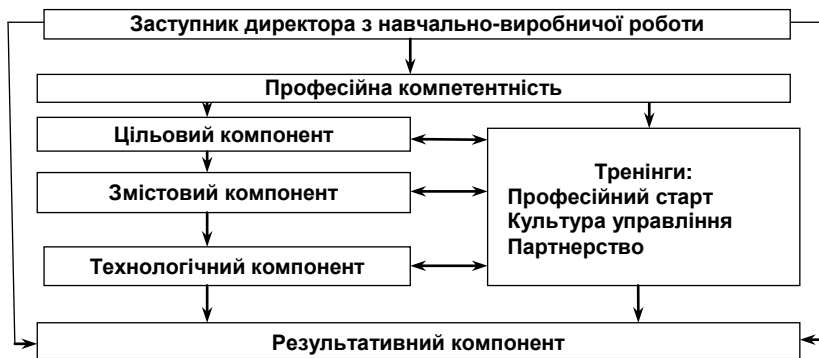 Заступник директора з навчально-виробничої роботи
Професійна компетентність
Цільовий компонент
Змістовий компонент
Технологічний компонент
Тренінги:
Професійний старт
Культура управління
Партнерство
Результативний компонент